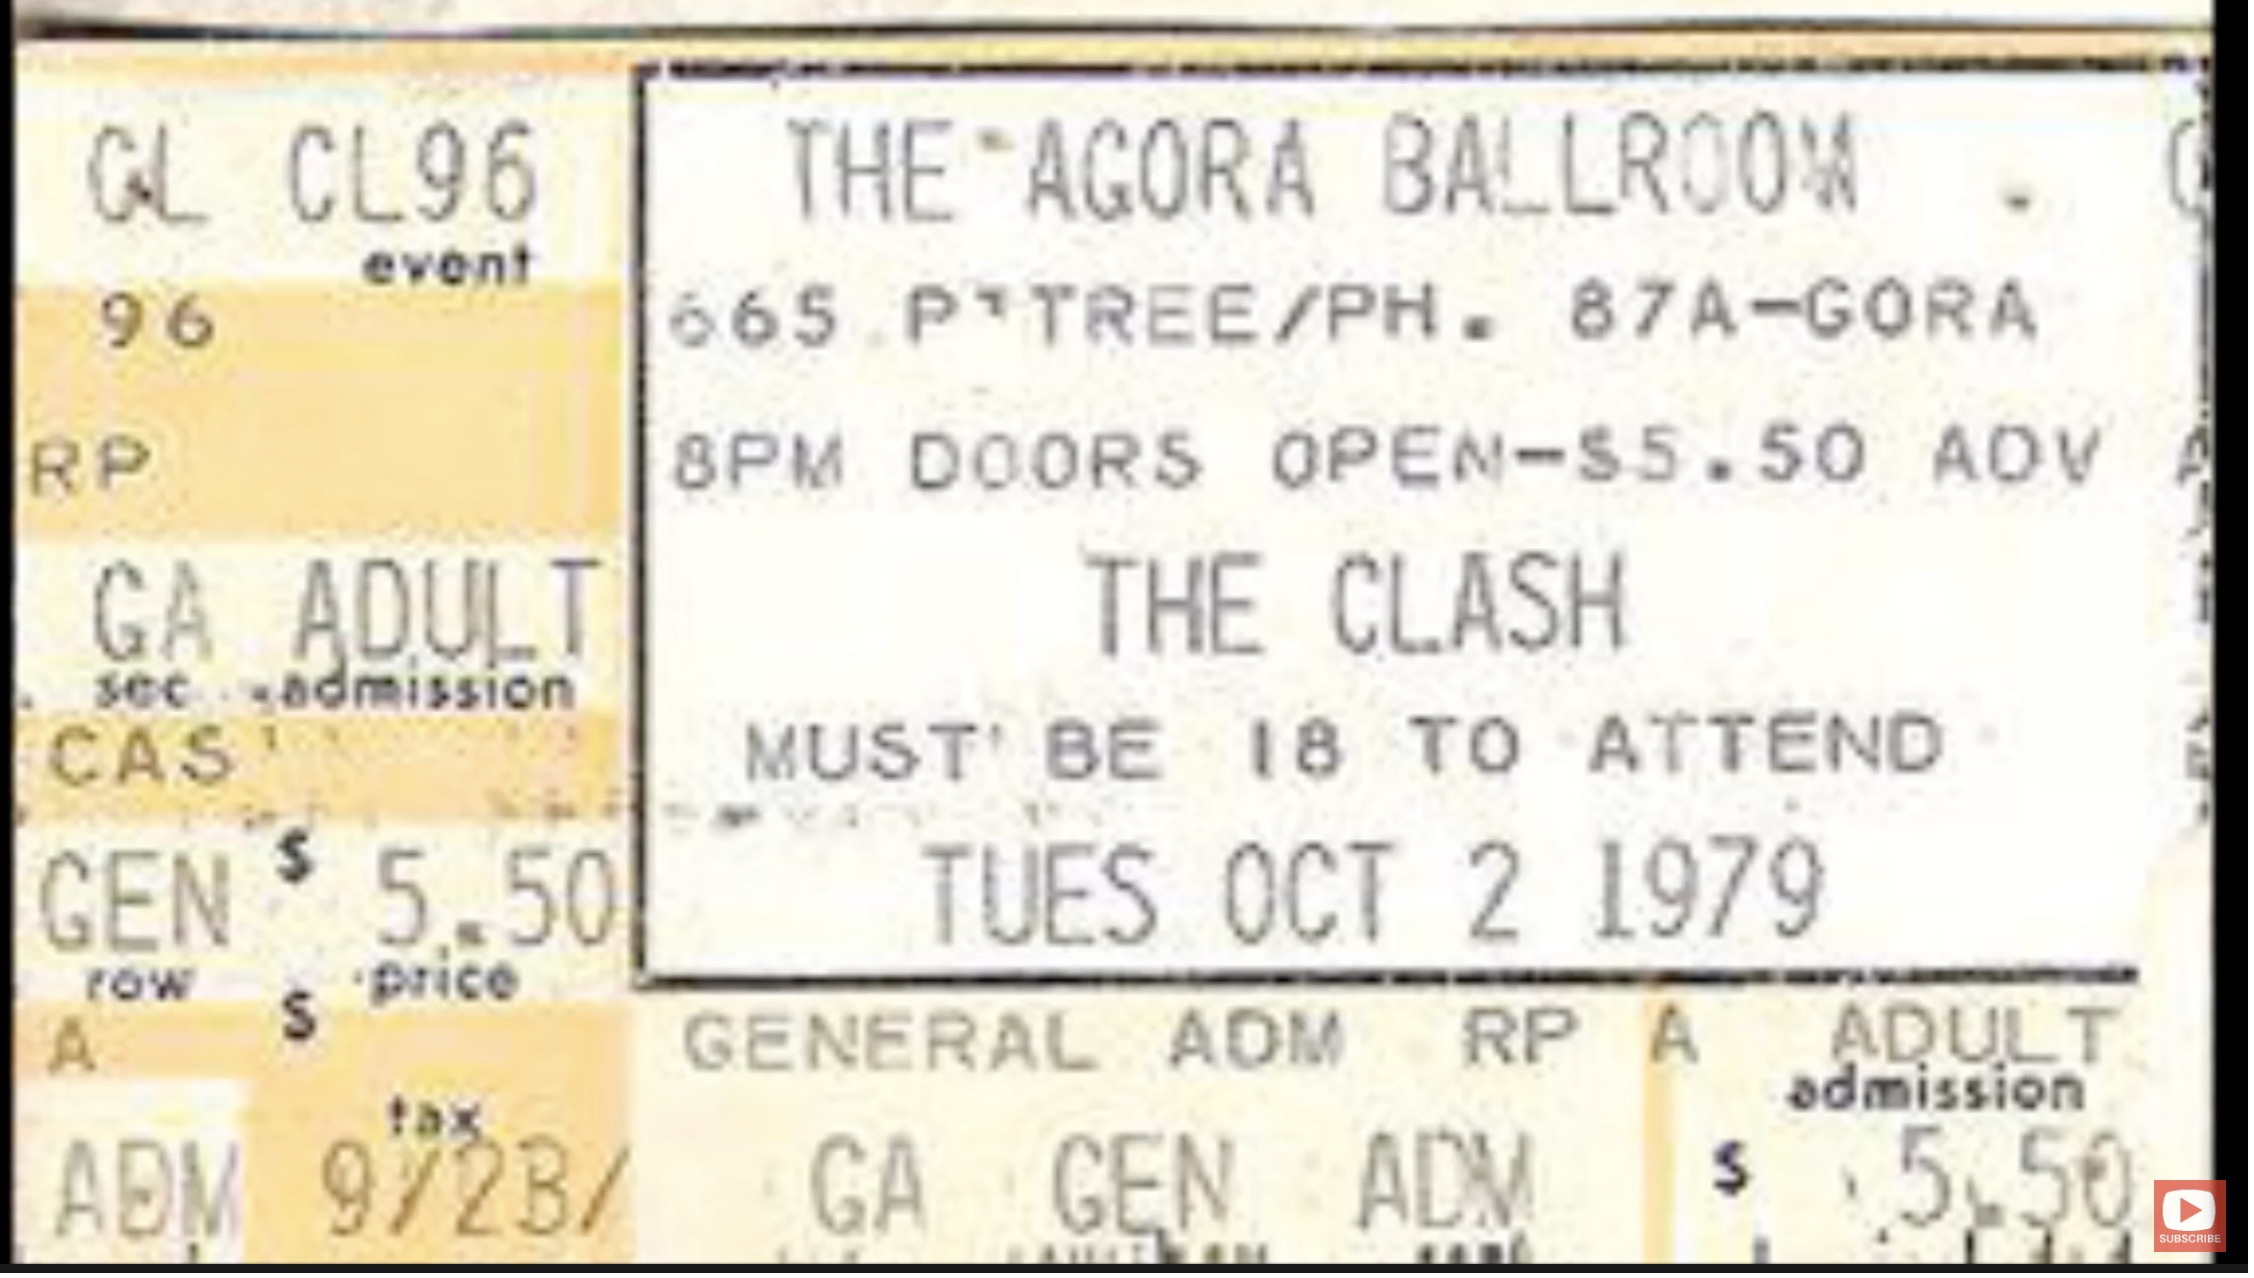 GL CL96
event
96
RP
GA ADULT
sec admission
CAS
GEN $ 5.50
row price
A $
tax
ADM 9/28/
THE AGORA BALLROOM
665 P'TREE/PH. 87A-GORA
8PM DOORS OPEN-$5.50 ADV
THE CLASH
MUST BE 18 TO ATTEND
TUES OCT 2 1979
GENERAL ADM RP A ADULT
admission
GA GEN ADM $ 5.50
SUBSCRIBE